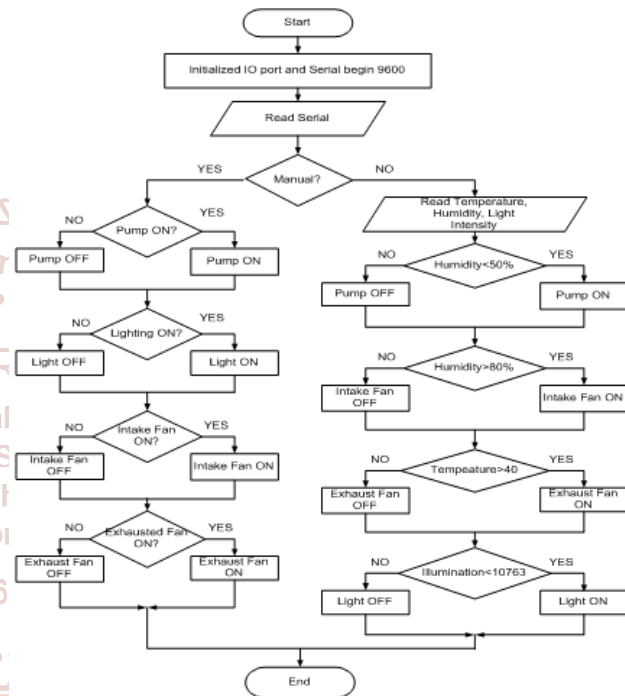 Start
Initialized IO port and Serial begin 9600
Read Serial
Manual?
YES
NO
Pump ON?
NO
YES
Pump OFF
Pump ON
Lighting ON?
NO
YES
Light OFF
Light ON
Intake Fan
ON?
NO
YES
Intake Fan
OFF
Intake Fan ON
Exhausted Fan
ON?
NO
YES
Exhaust Fan
OFF
Exhaust Fan
ON
Read Temperature,
Humidity, Light
Intensity
Humidity<50%
NO
YES
Pump OFF
Pump ON
Humidity>80%
NO
YES
Intake Fan
OFF
Intake Fan ON
Tempeature>40
NO
YES
Exhaust Fan
OFF
Exhaust Fan
ON
Illumination<10763
NO
YES
Light OFF
Light ON
End